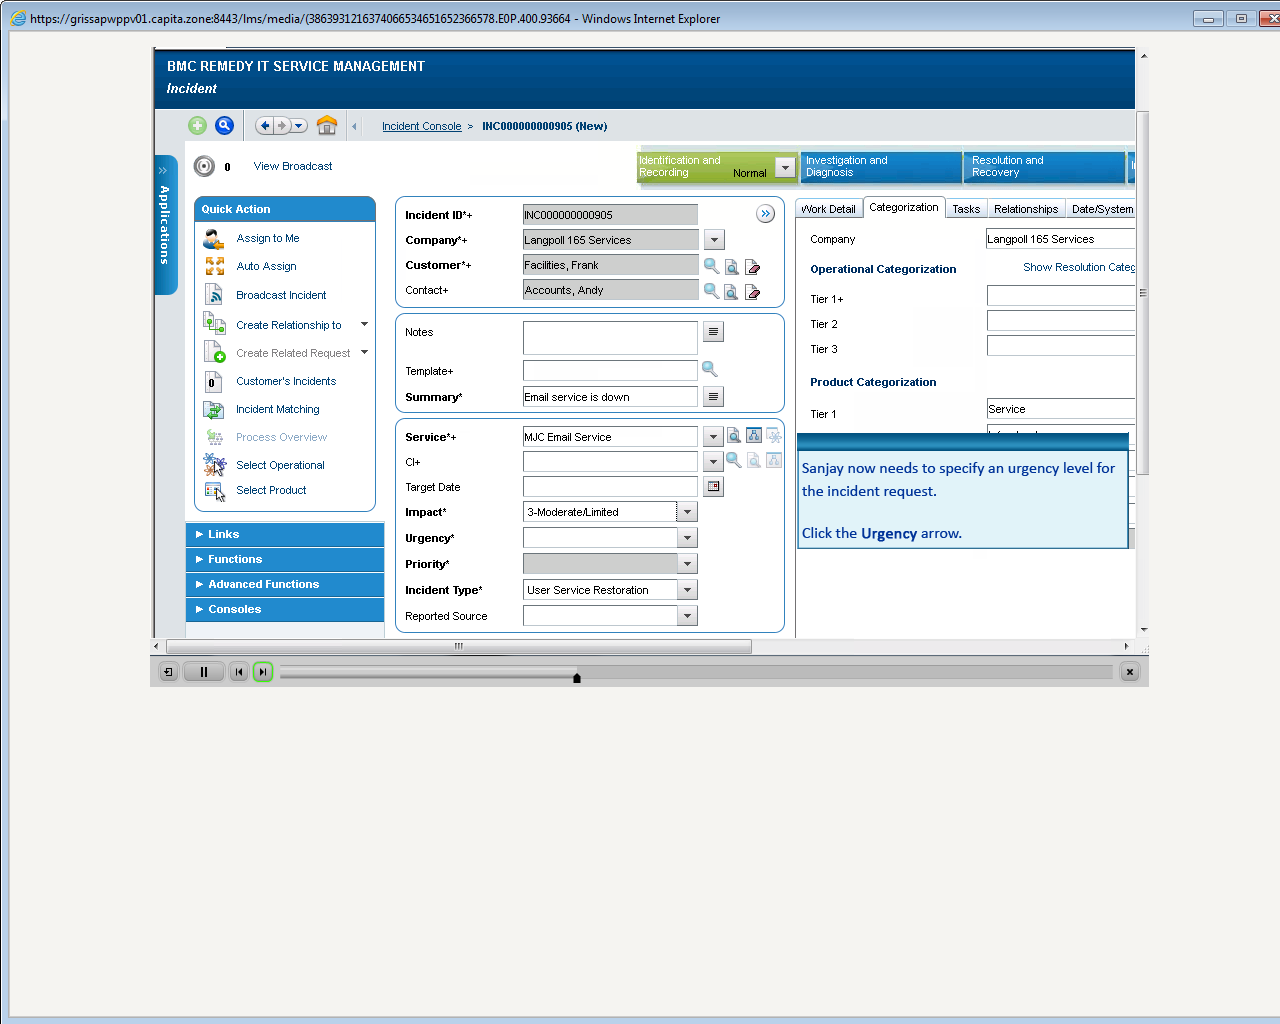 https://grissapwppv01.capita.zone:8443/lms/media/(3863931216374066534651652366578.E0P.400.93664 - Windows Internet Explorer
BMC REMEDY IT SERVICE MANAGEMENT
Incident
Incident Console > INC000000000905 (New)
0 View Broadcast
Identification and
Recording
Normal
Investigation and
Diagnosis
Resolution and
Recovery
Applications
Quick Action
Assign to Me
Auto Assign
Broadcast Incident
Create Relationship to
Create Related Request
0 Customer's Incidents
Incident Matching
Process Overview
Select Operational
Select Product
Links
Functions
Advanced Functions
Consoles
Incident ID*+ INC000000000905
Company*+ Langpoll 165 Services
Customer*+ Facilities, Frank
Contact+ Accounts, Andy
Notes
Template+
Summary* Email service is down
Service*+ MJC Email Service
CI+
Target Date
Impact* 3-Moderate/Limited
Urgency*
Priority*
Incident Type* User Service Restoration
Reported Source
Work Detail Categorization Tasks Relationships Date/System
Company Langpoll 165 Services
Operational Categorization Show Resolution Categ
Tier 1+
Tier 2
Tier 3
Product Categorization
Tier 1 Service
Sanjay now needs to specify an urgency level for
the incident request.
Click the Urgency arrow.